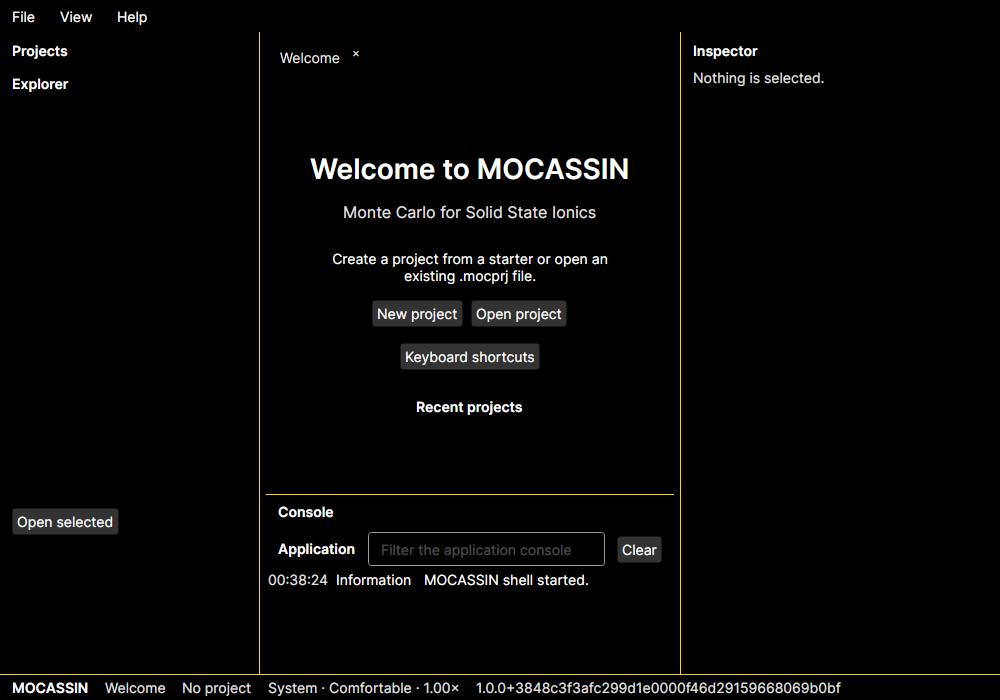 File View Help
Projects
Explorer
Open selected
Welcome ×
Welcome to MOCASSIN
Monte Carlo for Solid State Ionics
Create a project from a starter or open an
existing .mocprj file.
New project Open project
Keyboard shortcuts
Recent projects
Console
Application Filter the application console Clear
00:38:24 Information MOCASSIN shell started.
Inspector
Nothing is selected.
MOCASSIN Welcome No project System · Comfortable · 1.00× 1.0.0+3848c3f3afc299d1e0000f46d29159668069b0bf